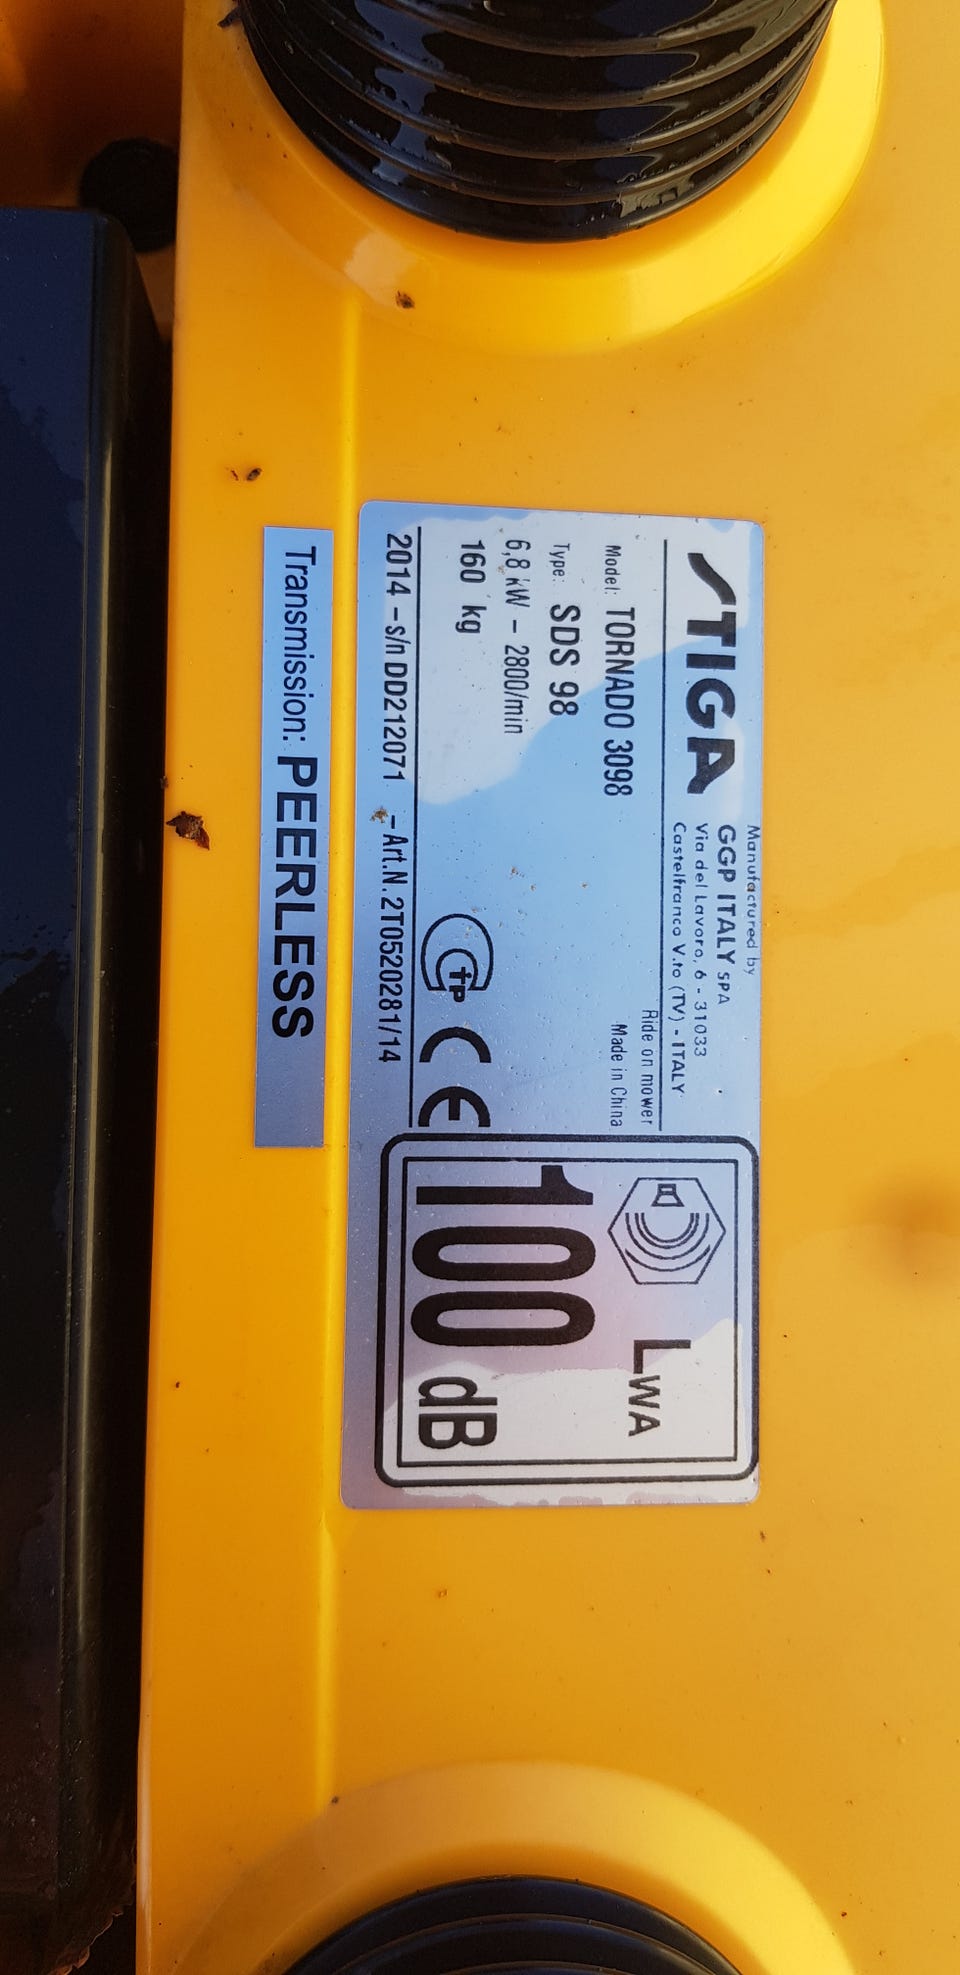 STIGA
Manufactured by
GGP ITALY SPA
Via del Lavoro, 6 - 31033
Castelfranco V.to (TV) - ITALY
Model: TORNADO 3098
Ride on mower
Type: SDS 98
Made in China
6,8 kW - 2800/min
160 kg
CTP CE
2014 - s/n DD212071 - Art.N. 2T0520281/14
LWA
100 dB
Transmission: PEERLESS